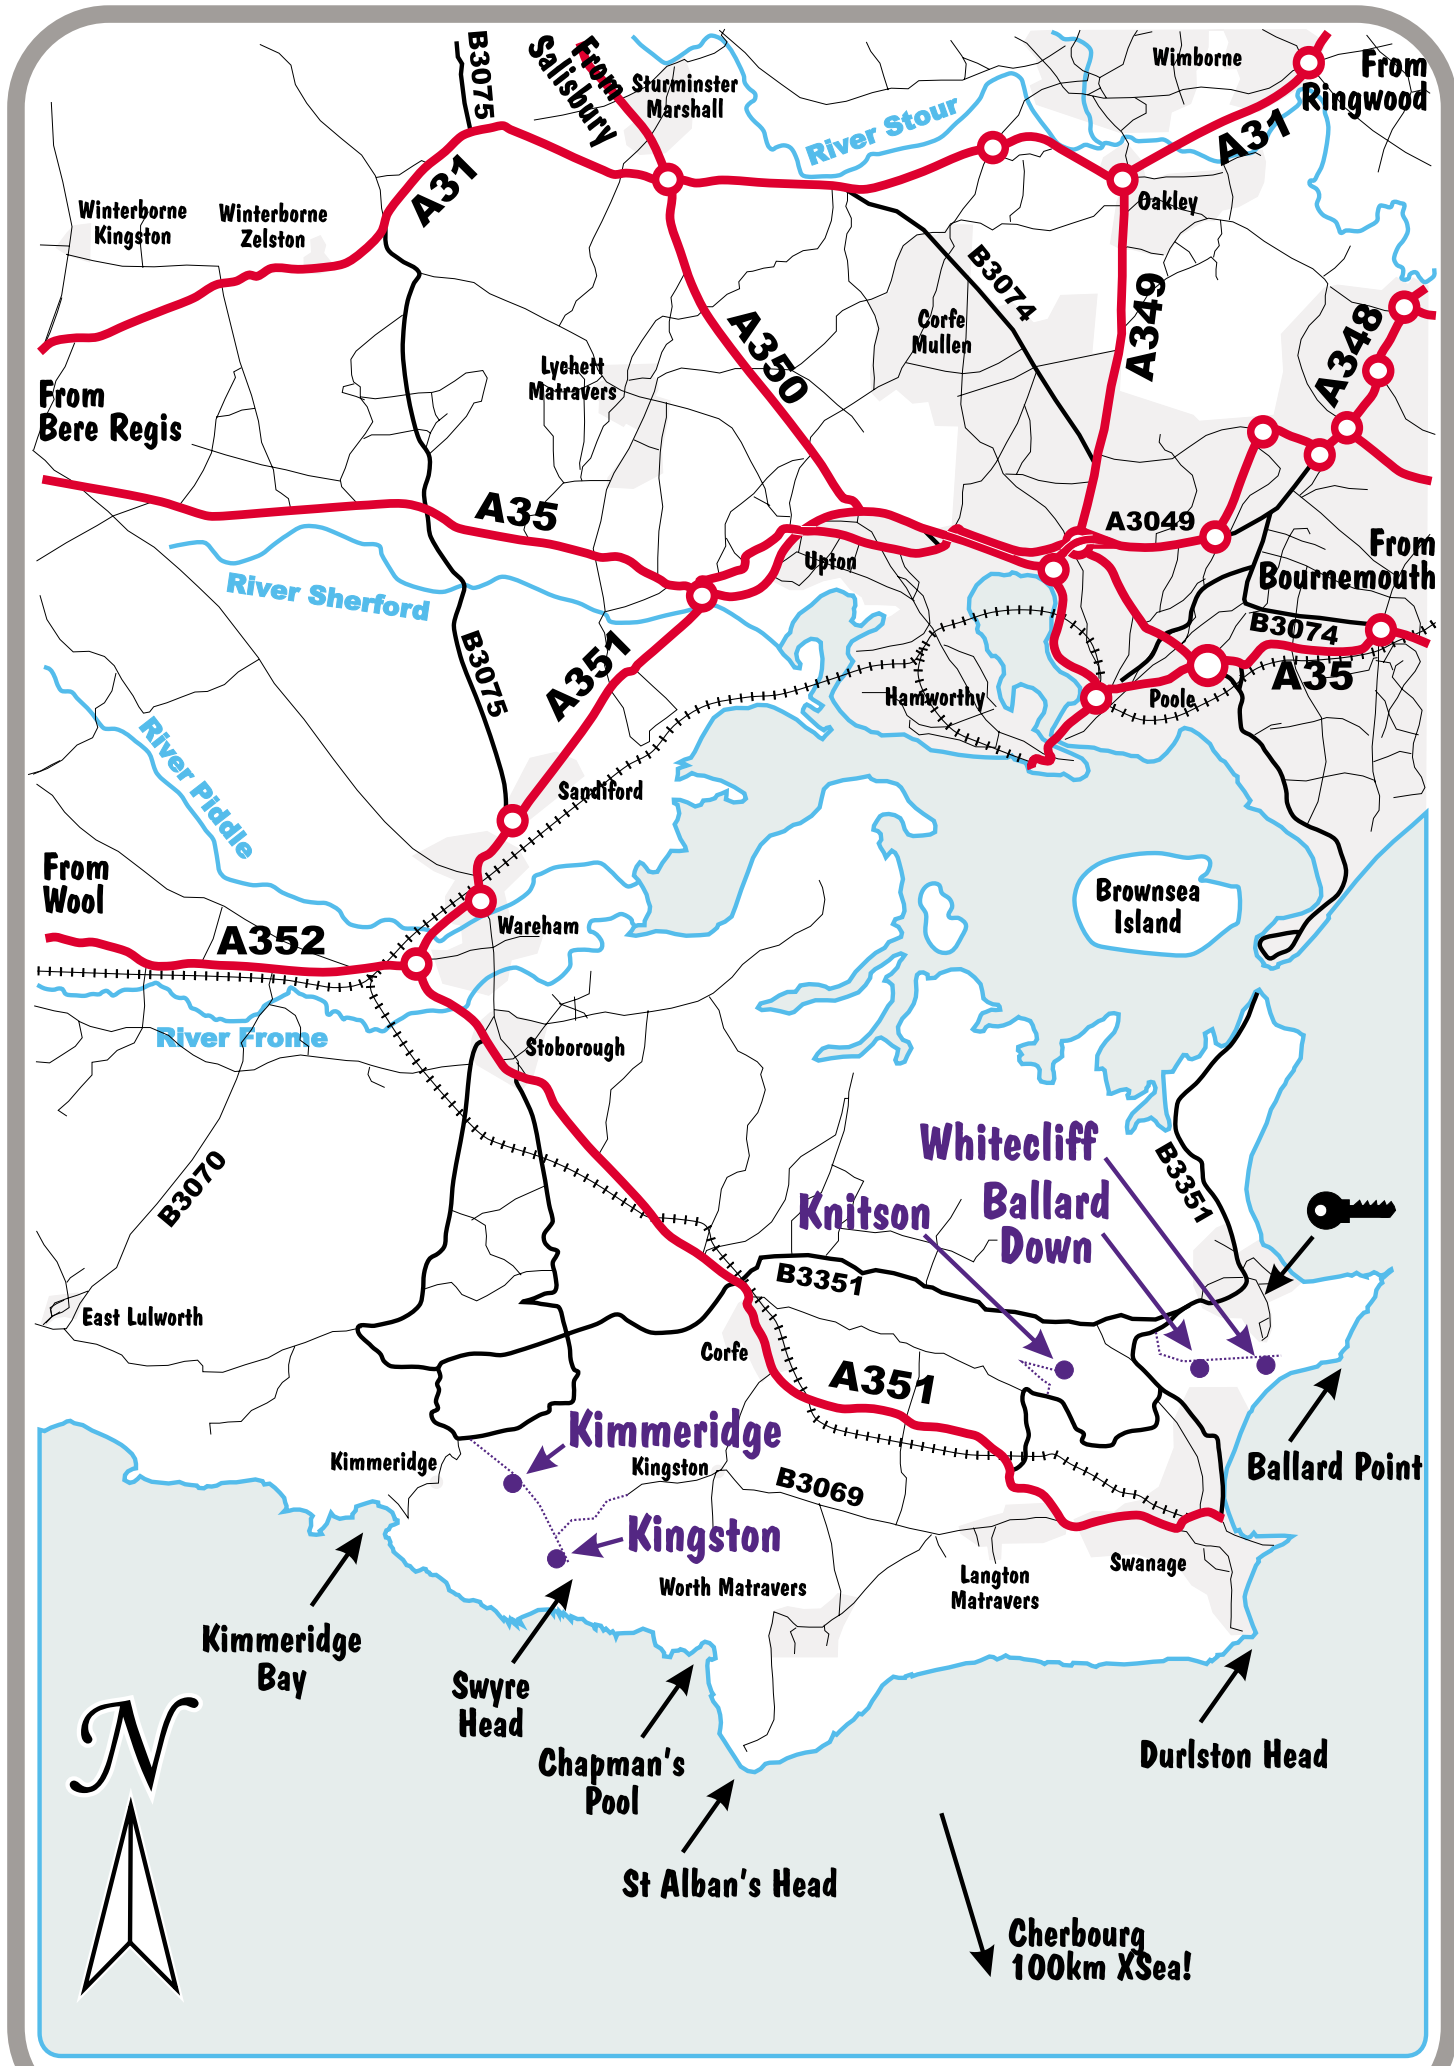 B3075
From
Salisbury
Sturminster
Marshall
Wimborne
From
Ringwood
River Stour
A31
A31
Winterborne
Kingston
Winterborne
Zelston
Oakley
B3074
A349
Corfe
Mullen
A350
A348
Lychett
Matravers
From
Bere Regis
A35
A3049
From
Bournemouth
Upton
River Sherford
B3074
A35
B3075
A351
Hamworthy
Poole
River Piddle
Sandiford
From
Wool
Brownsea
Island
A352
Wareham
River Frome
Stoborough
Whitecliff
B3070
B3351
Knitson
Ballard
Down
B3351
East Lulworth
Corfe
A351
Kimmeridge
Kimmeridge
Kingston
B3069
Ballard Point
Kingston
Swanage
Langton
Matravers
Worth Matravers
Kimmeridge
Bay
Swyre
Head
N
Chapman's
Pool
Durlston Head
St Alban's Head
Cherbourg
100km XSea!